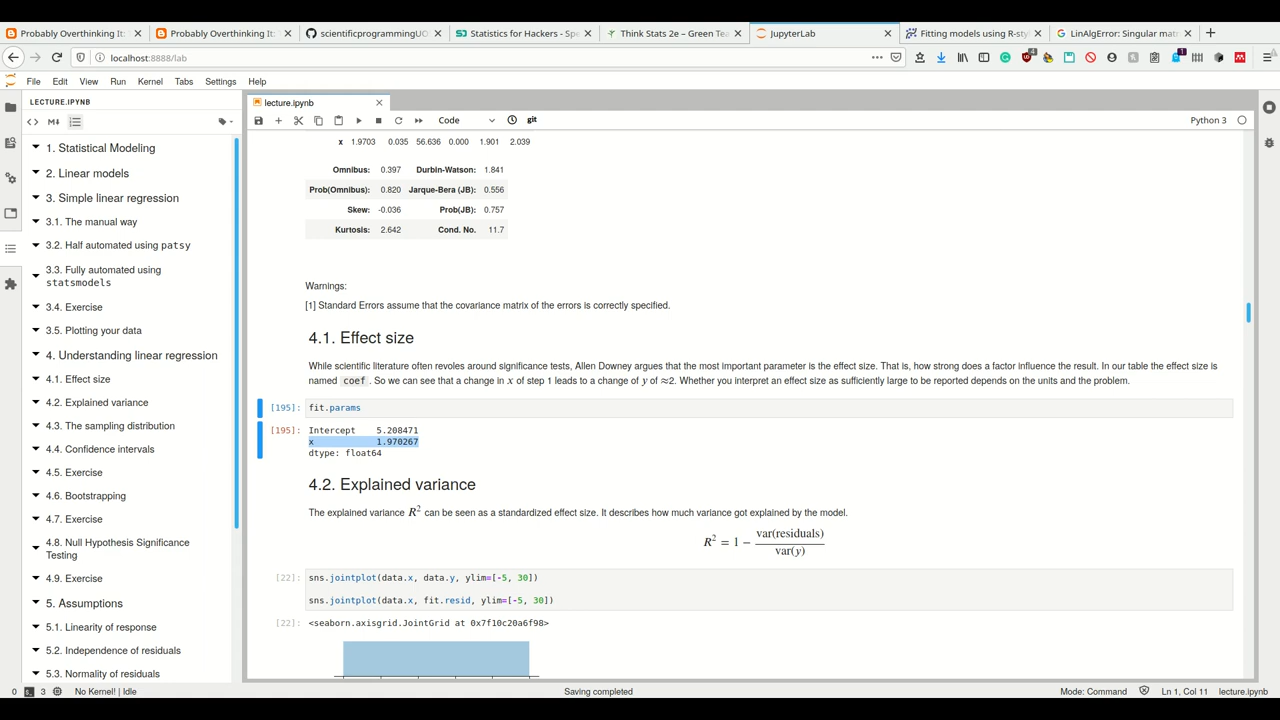 Probably Overthinking It:
Probably Overthinking It:
scientificprogrammingUO
Statistics for Hackers - Spe
Think Stats 2e – Green Tea
JupyterLab
Fitting models using R-sty
LinAlgError: Singular mat
localhost:8888/lab
File Edit View Run Kernel Tabs Settings Help
LECTURE.IPYNB
lecture.ipynb
Code
git
Python 3
1. Statistical Modeling
2. Linear models
3. Simple linear regression
3.1. The manual way
3.2. Half automated using patsy
3.3. Fully automated using
statsmodels
3.4. Exercise
3.5. Plotting your data
4. Understanding linear regression
4.1. Effect size
4.2. Explained variance
4.3. The sampling distribution
4.4. Confidence intervals
4.5. Exercise
4.6. Bootstrapping
4.7. Exercise
4.8. Null Hypothesis Significance
Testing
4.9. Exercise
5. Assumptions
5.1. Linearity of response
5.2. Independence of residuals
5.3. Normality of residuals
x 1.9703 0.035 56.636 0.000 1.901 2.039
Omnibus: 0.397 Durbin-Watson: 1.841
Prob(Omnibus): 0.820 Jarque-Bera (JB): 0.556
Skew: -0.036 Prob(JB): 0.757
Kurtosis: 2.642 Cond. No. 11.7
Warnings:
[1] Standard Errors assume that the covariance matrix of the errors is correctly specified.
4.1. Effect size
While scientific literature often revoles around significance tests, Allen Downey argues that the most important parameter is the effect size. That is, how strong does a factor influence the result. In our table the effect size is
named coef . So we can see that a change in x of step 1 leads to a change of y of ≈2. Whether you interpret an effect size as sufficiently large to be reported depends on the units and the problem.
[195]: fit.params
[195]: Intercept 5.208471
x 1.970267
dtype: float64
4.2. Explained variance
The explained variance R² can be seen as a standardized effect size. It describes how much variance got explained by the model.
R² = 1 − var(residuals)
var(y)
[22]: sns.jointplot(data.x, data.y, ylim=[-5, 30])
sns.jointplot(data.x, fit.resid, ylim=[-5, 30])
[22]: <seaborn.axisgrid.JointGrid at 0x7f10c20a6f98>
0 3 No Kernel! | Idle
Saving completed
Mode: Command Ln 1, Col 11 lecture.ipynb